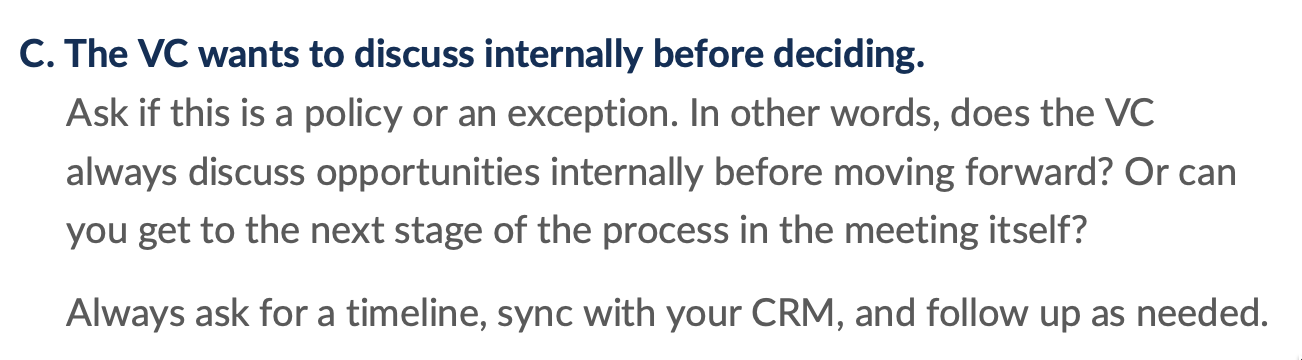 C. The VC wants to discuss internally before deciding.
Ask if this is a policy or an exception. In other words, does the VC
always discuss opportunities internally before moving forward? Or can
you get to the next stage of the process in the meeting itself?
Always ask for a timeline, sync with your CRM, and follow up as needed.